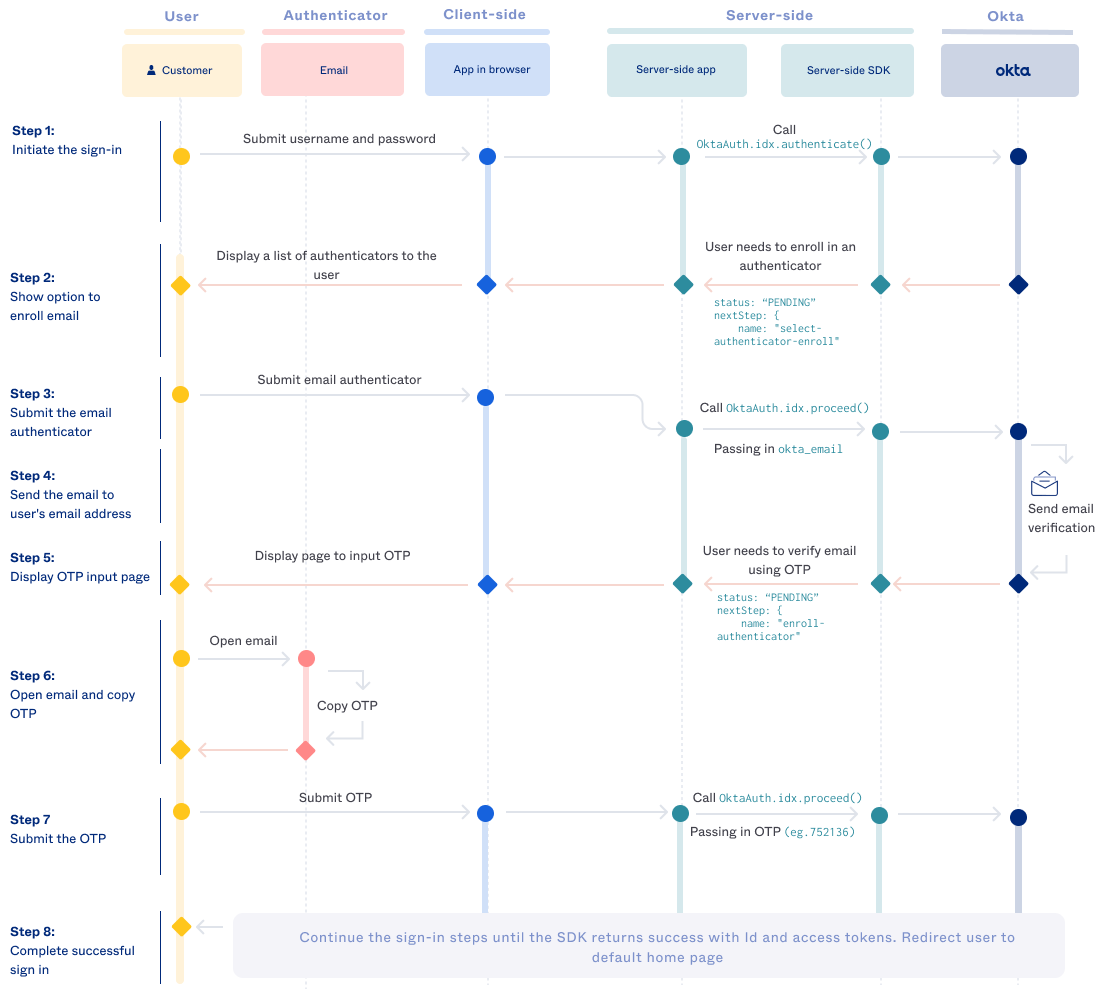 User
Authenticator
Client-side
Server-side
Okta
Customer
Email
App in browser
Server-side app
Server-side SDK
okta
Step 1:
Initiate the sign-in
Submit username and password
Call
OktaAuth.idx.authenticate()
Step 2:
Show option to
enroll email
Display a list of authenticators to the
user
User needs to enroll in an
authenticator
status: “PENDING”
nextStep: {
name: "select-
authenticator-enroll"
Step 3:
Submit the email
authenticator
Submit email authenticator
Call OktaAuth.idx.proceed()
Passing in okta_email
Step 4:
Send the email to
user's email address
Send email
verification
Step 5:
Display OTP input page
Display page to input OTP
User needs to verify email
using OTP
status: “PENDING”
nextStep: {
name: "enroll-
authenticator"
Step 6:
Open email and copy
OTP
Open email
Copy OTP
Step 7
Submit the OTP
Submit OTP
Call OktaAuth.idx.proceed()
Passing in OTP (eg.752136)
Step 8:
Complete successful
sign in
Continue the sign-in steps until the SDK returns success with Id and access tokens. Redirect user to
default home page